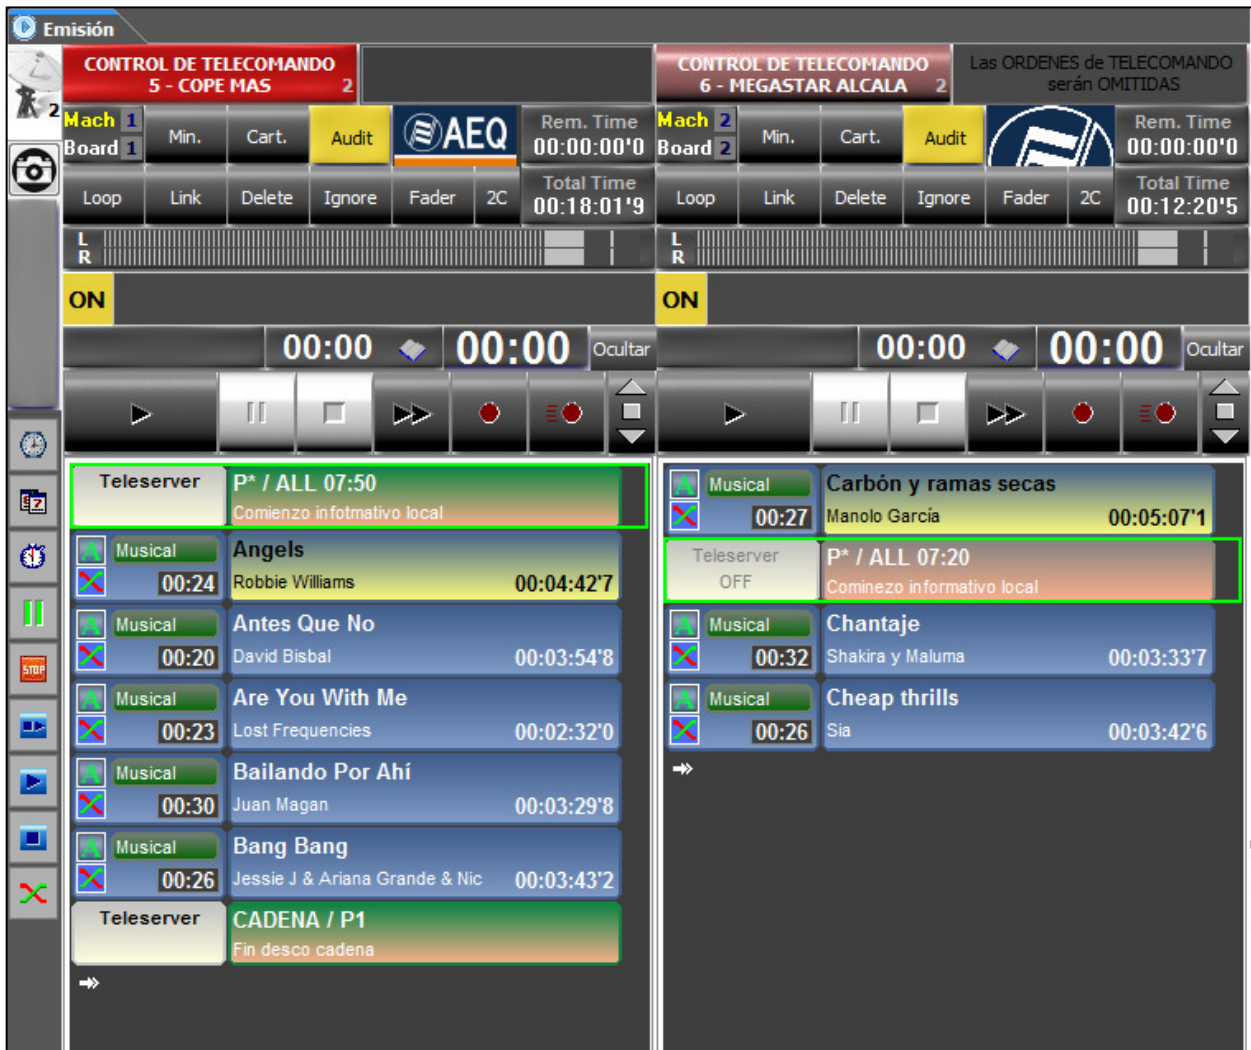 Emisión
CONTROL DE TELECOMANDO
5 - COPE MAS 2
CONTROL DE TELECOMANDO
6 - MEGASTAR ALCALA 2
Las ORDENES de TELECOMANDO
serán OMITIDAS
2
Mach 1
Board 1
Min.
Cart.
Audit
AEQ
Rem. Time
00:00:00'0
Mach 2
Board 2
Min.
Cart.
Audit
Rem. Time
00:00:00'0
Loop
Link
Delete
Ignore
Fader
2C
Total Time
00:18:01'9
Loop
Link
Delete
Ignore
Fader
2C
Total Time
00:12:20'5
L
R
L
R
ON
ON
00:00
00:00
Ocultar
00:00
00:00
Ocultar
Teleserver
P* / ALL 07:50
Comienzo infotmativo local
A Musical
00:24
Angels
Robbie Williams 00:04:42'7
A Musical
00:20
Antes Que No
David Bisbal 00:03:54'8
A Musical
00:23
Are You With Me
Lost Frequencies 00:02:32'0
A Musical
00:30
Bailando Por Ahí
Juan Magan 00:03:29'8
A Musical
00:26
Bang Bang
Jessie J & Ariana Grande & Nic 00:03:43'2
Teleserver
CADENA / P1
Fin desco cadena
A Musical
00:27
Carbón y ramas secas
Manolo García 00:05:07'1
Teleserver
OFF
P* / ALL 07:20
Cominezo informativo local
A Musical
00:32
Chantaje
Shakira y Maluma 00:03:33'7
A Musical
00:26
Cheap thrills
Sia 00:03:42'6
STOP